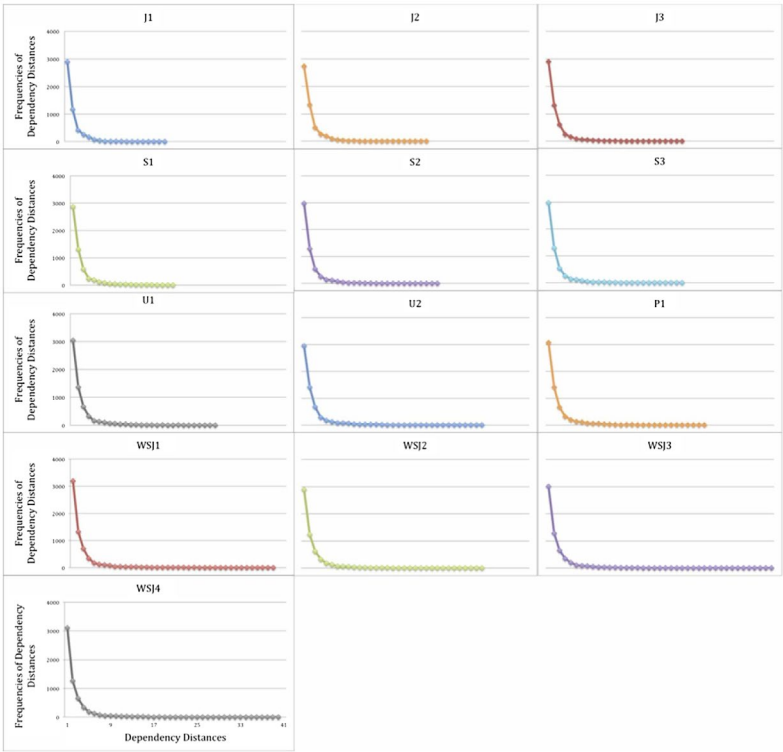 J1
J2
J3
Frequencies of
Dependency Distances
4000
3000
2000
1000
0
S1
S2
S3
Frequencies of
Dependency Distances
4000
3000
2000
1000
0
U1
U2
P1
Frequencies of
Dependency Distances
4000
3000
2000
1000
0
WSJ1
WSJ2
WSJ3
Frequencies of
Dependency Distances
4000
3000
2000
1000
0
WSJ4
Frequencies of Dependency
Distances
4000
3000
2000
1000
0
1 9 17 25 33 41
Dependency Distances